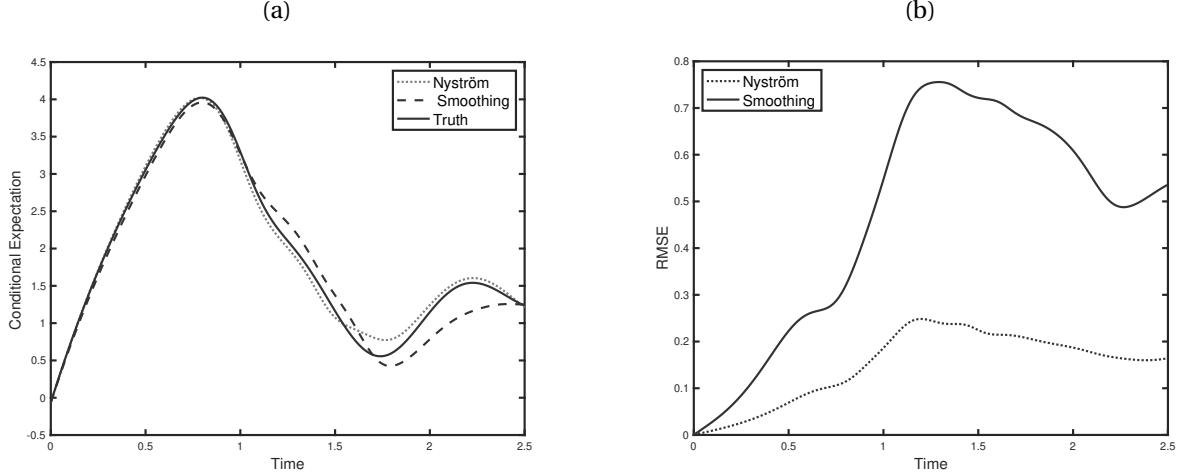 (a)
4.5
4
3.5
3
2.5
2
1.5
1
0.5
0
-0.5
Conditional Expectation
0
0.5
1
1.5
2
2.5
Time
Nyström
Smoothing
Truth
(b)
0.8
0.7
0.6
0.5
0.4
0.3
0.2
0.1
0
RMSE
0
0.5
1
1.5
2
2.5
Time
Nyström
Smoothing